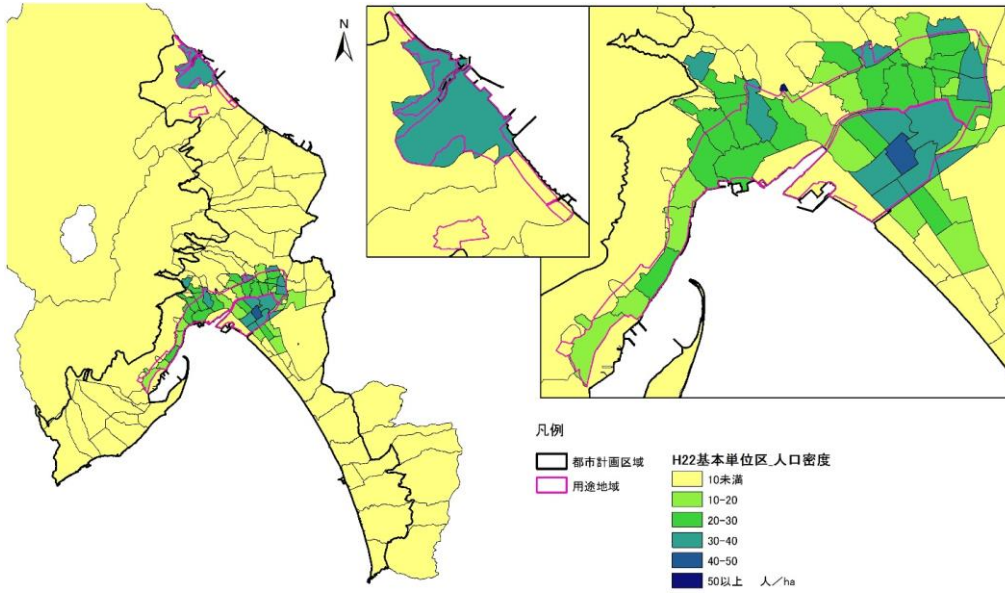 N
凡例
都市計画区域
用途地域
H22基本単位区_人口密度
10未満
10-20
20-30
30-40
40-50
50以上 人/ha